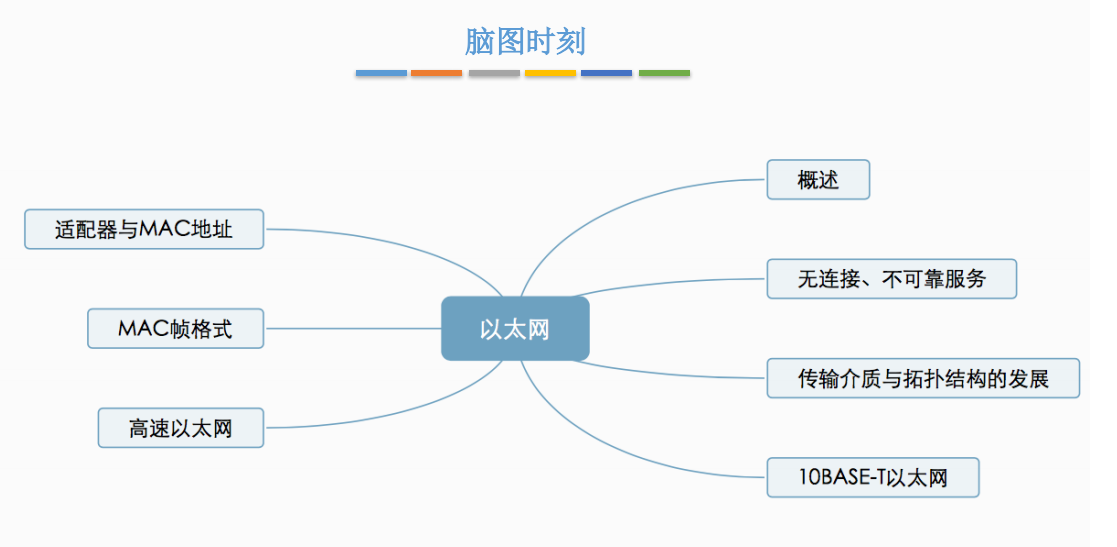 脑图时刻
概述
适配器与MAC地址
无连接、不可靠服务
MAC帧格式
以太网
传输介质与拓扑结构的发展
高速以太网
10BASE-T以太网